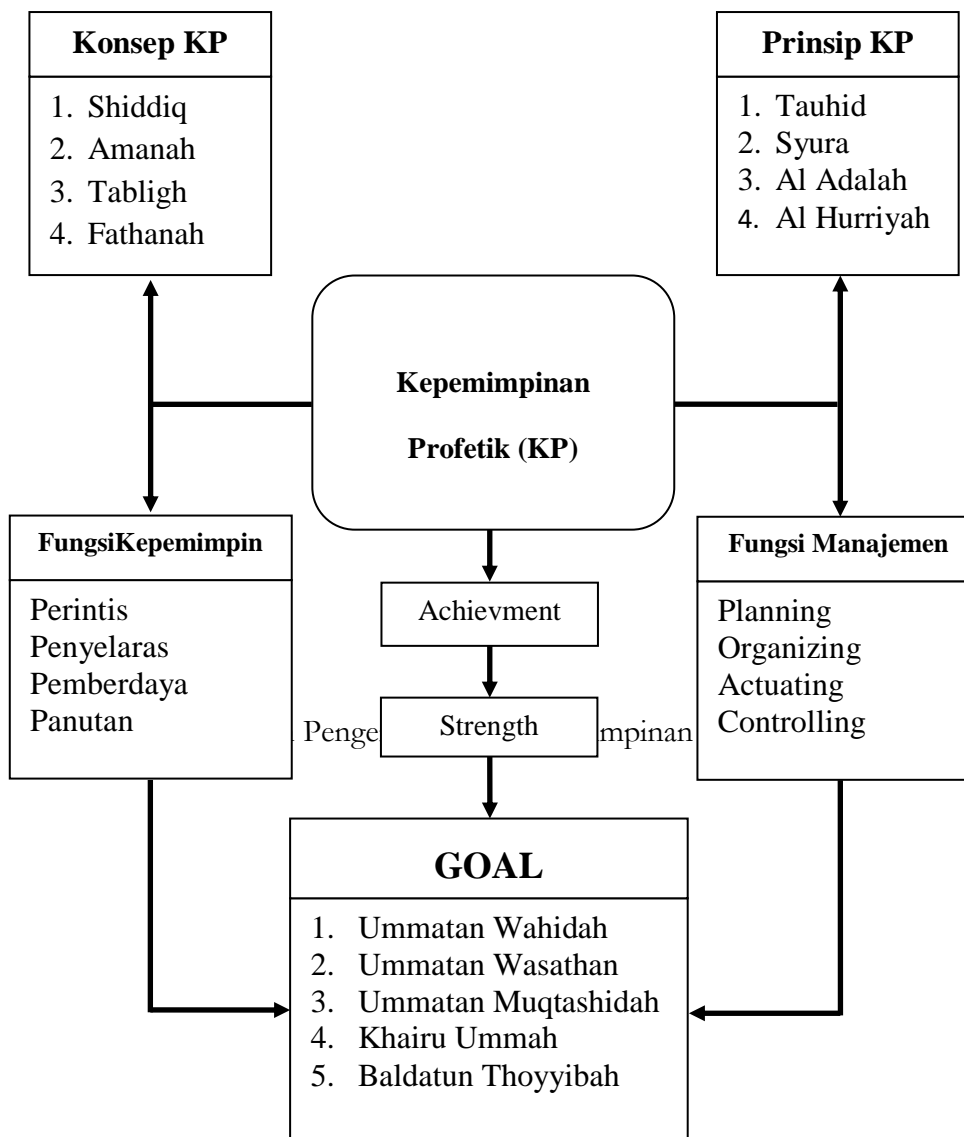 Konsep KP
1. Shiddiq
2. Amanah
3. Tabligh
4. Fathanah
Prinsip KP
1. Tauhid
2. Syura
3. Al Adalah
4. Al Hurriyah
Kepemimpinan
Profetik (KP)
FungsiKepemimpin
Perintis
Penyelaras
Pemberdaya
Panutan
Achievment
Strength
Fungsi Manajemen
Planning
Organizing
Actuating
Controlling
Penge mpinan
GOAL
1. Ummatan Wahidah
2. Ummatan Wasathan
3. Ummatan Muqtashidah
4. Khairu Ummah
5. Baldatun Thoyyibah